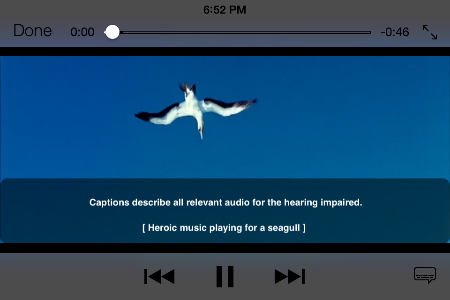 6:52 PM
Done 0:00 -0:46
Captions describe all relevant audio for the hearing impaired.
[ Heroic music playing for a seagull ]